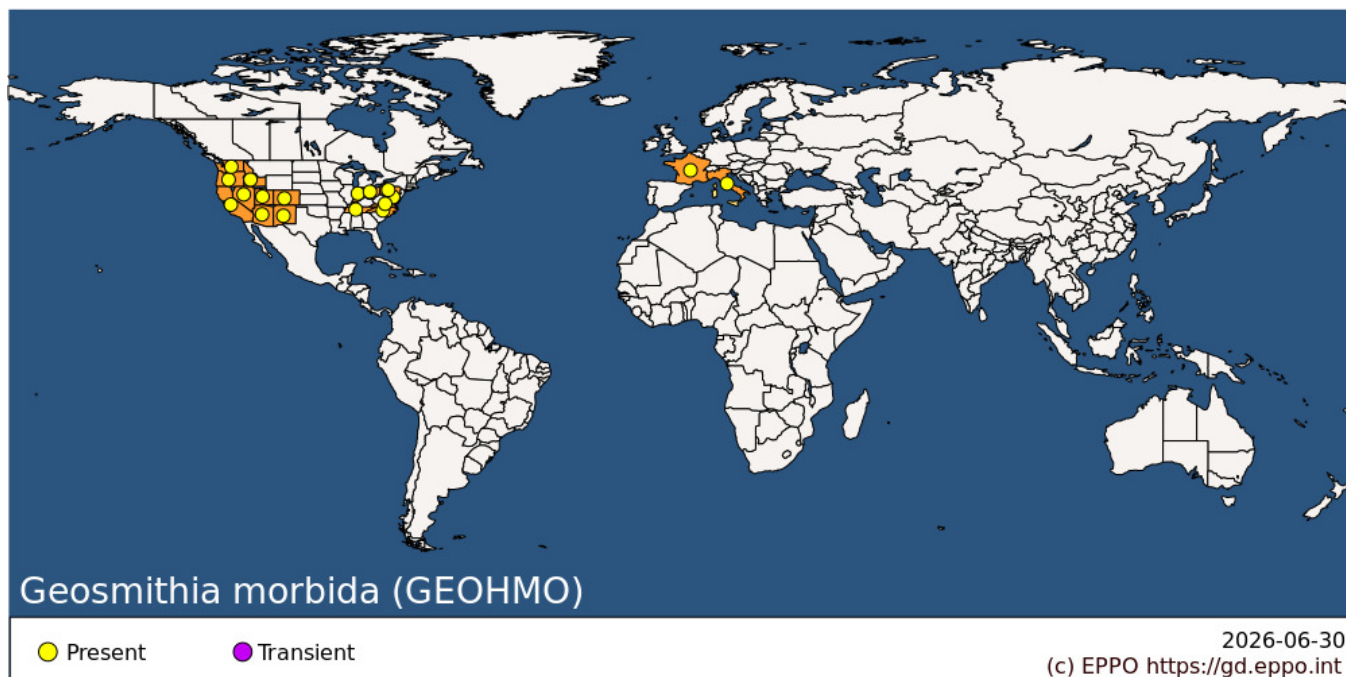 Geosmithia morbida (GEOHMO)
Present
Transient
2026-06-30
(c) EPPO https://gd.eppo.int